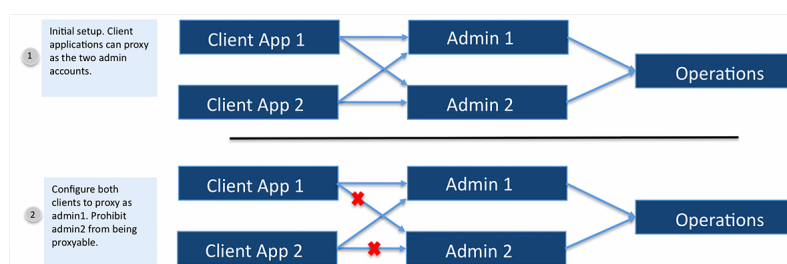 1
Initial setup. Client
applications can proxy
as the two admin
accounts.
Client App 1
Admin 1
Client App 2
Admin 2
Operations
2
Configure both
clients to proxy as
admin1. Prohibit
admin2 from being
proxyable.
Client App 1
Admin 1
Client App 2
Admin 2
Operations